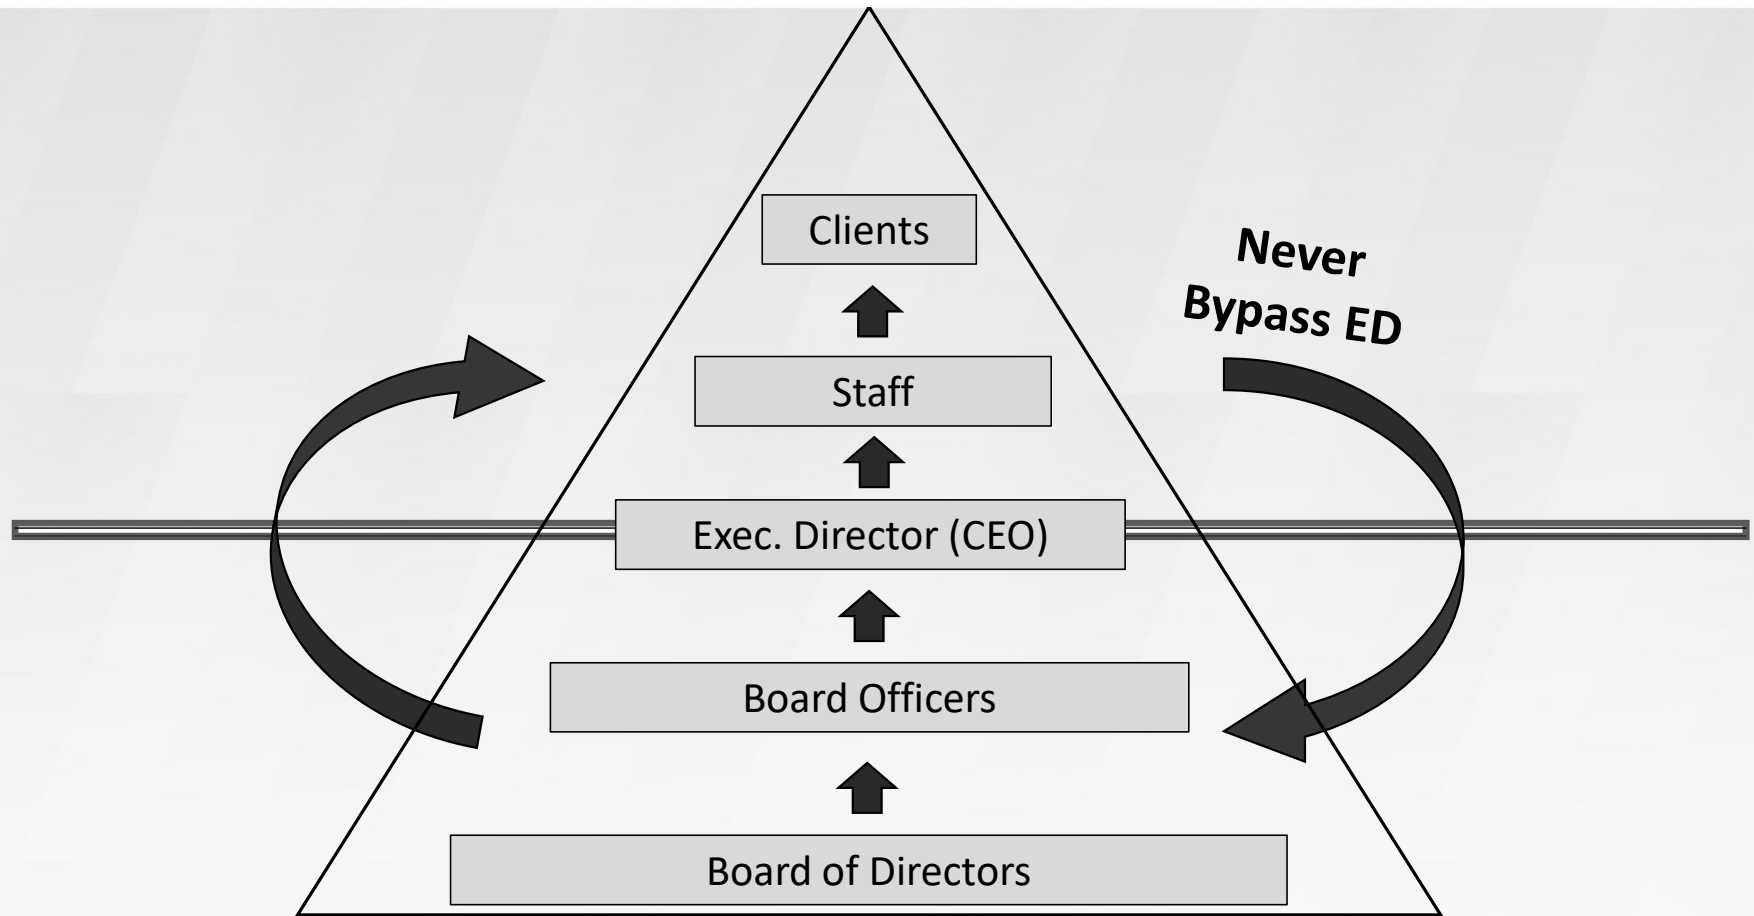 Clients
Never
Bypass ED
Staff
Exec. Director (CEO)
Board Officers
Board of Directors